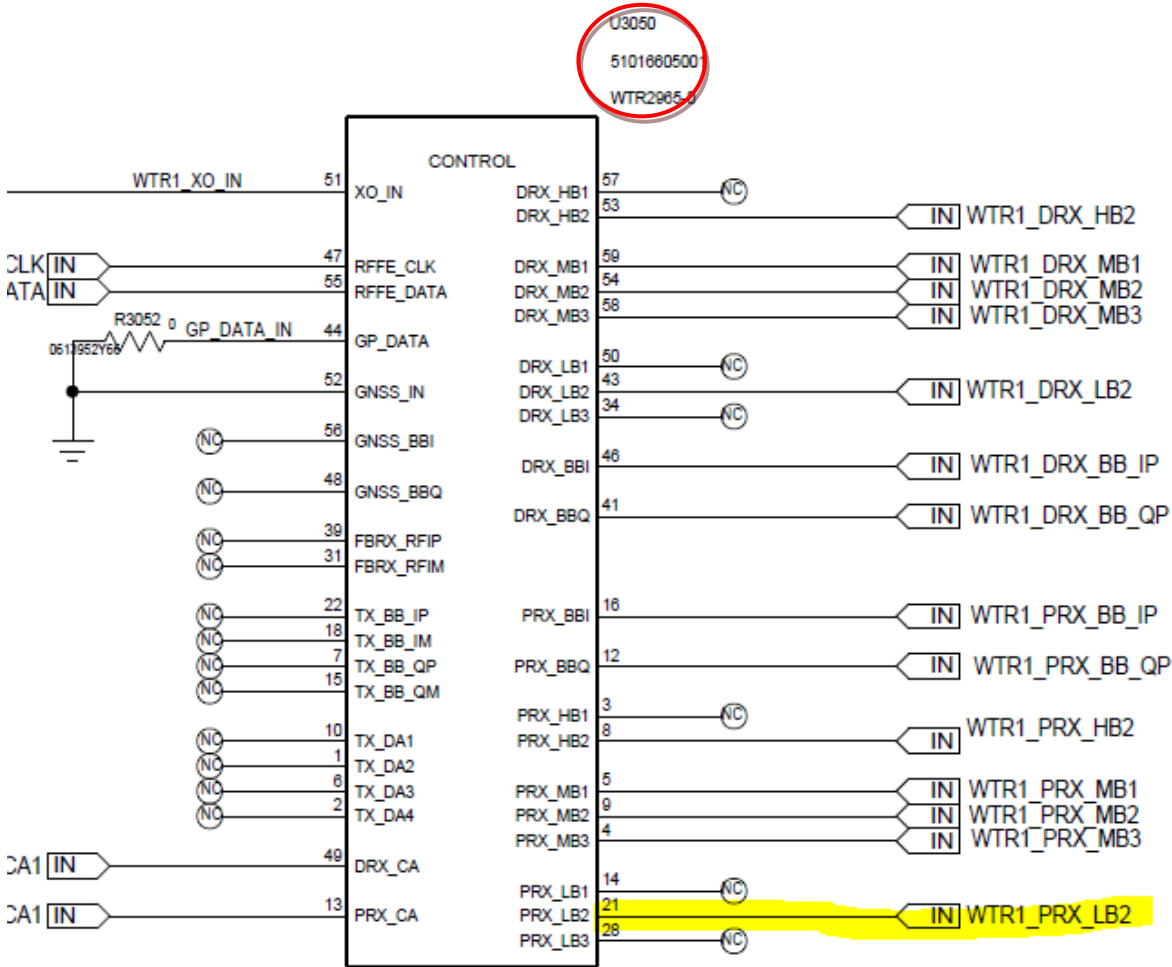 U3050
51016605001
WTR2965-0
CONTROL
WTR1_XO_IN 51 XO_IN DRX_HB1 57 NC
DRX_HB2 53 IN WTR1_DRX_HB2
CLK IN 47 RFFE_CLK DRX_MB1 59 IN WTR1_DRX_MB1
ATA IN 55 RFFE_DATA DRX_MB2 54 IN WTR1_DRX_MB2
DRX_MB3 58 IN WTR1_DRX_MB3
R3052 0 GP_DATA_IN 44 GP_DATA
0613952Y66
DRX_LB1 50 NC
52 GNSS_IN DRX_LB2 43 IN WTR1_DRX_LB2
DRX_LB3 34 NC
NC 56 GNSS_BBI
DRX_BBI 46 IN WTR1_DRX_BB_IP
NC 48 GNSS_BBQ
DRX_BBQ 41 IN WTR1_DRX_BB_QP
NC 39 FBRX_RFIP
NC 31 FBRX_RFIM
NC 22 TX_BB_IP PRX_BBI 16 IN WTR1_PRX_BB_IP
NC 18 TX_BB_IM
NC 7 TX_BB_QP PRX_BBQ 12 IN WTR1_PRX_BB_QP
NC 15 TX_BB_QM
PRX_HB1 3 NC
NC 10 TX_DA1 PRX_HB2 8 IN WTR1_PRX_HB2
NC 1 TX_DA2
NC 6 TX_DA3 PRX_MB1 5 IN WTR1_PRX_MB1
NC 2 TX_DA4 PRX_MB2 9 IN WTR1_PRX_MB2
PRX_MB3 4 IN WTR1_PRX_MB3
CA1 IN 49 DRX_CA
PRX_LB1 14 NC
CA1 IN 13 PRX_CA PRX_LB2 21 IN WTR1_PRX_LB2
PRX_LB3 28 NC